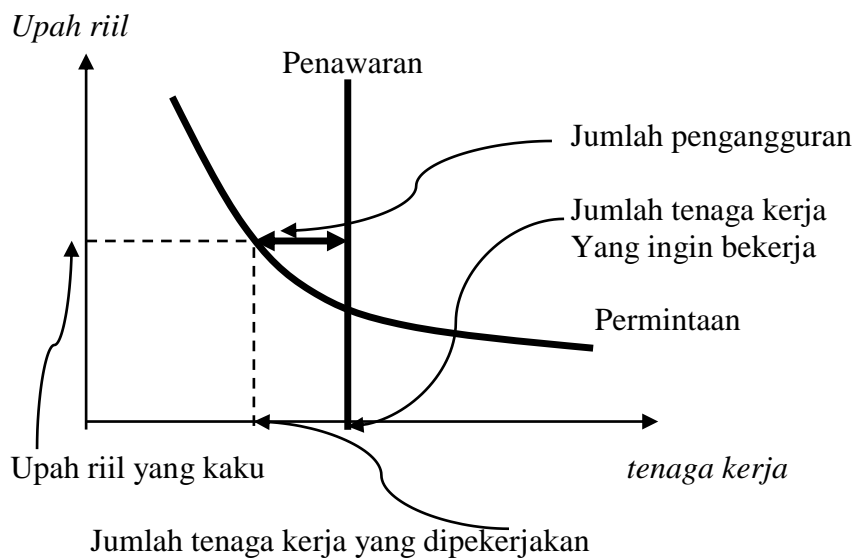 Upah riil
Penawaran
Jumlah pengangguran
Jumlah tenaga kerja
Yang ingin bekerja
Permintaan
Upah riil yang kaku
tenaga kerja
Jumlah tenaga kerja yang dipekerjakan